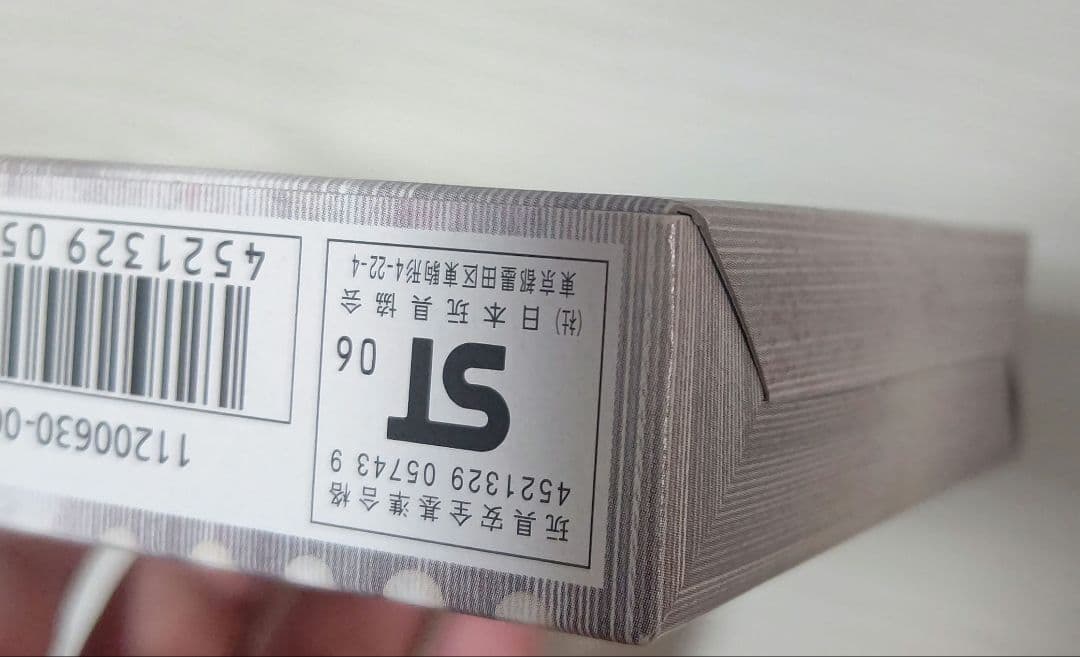 玩具安全基準合格
4521329 05743 9
ST 06
(社)日本玩具協会
東京都墨田区東駒形4-22-4
11200630-00
4521329 05